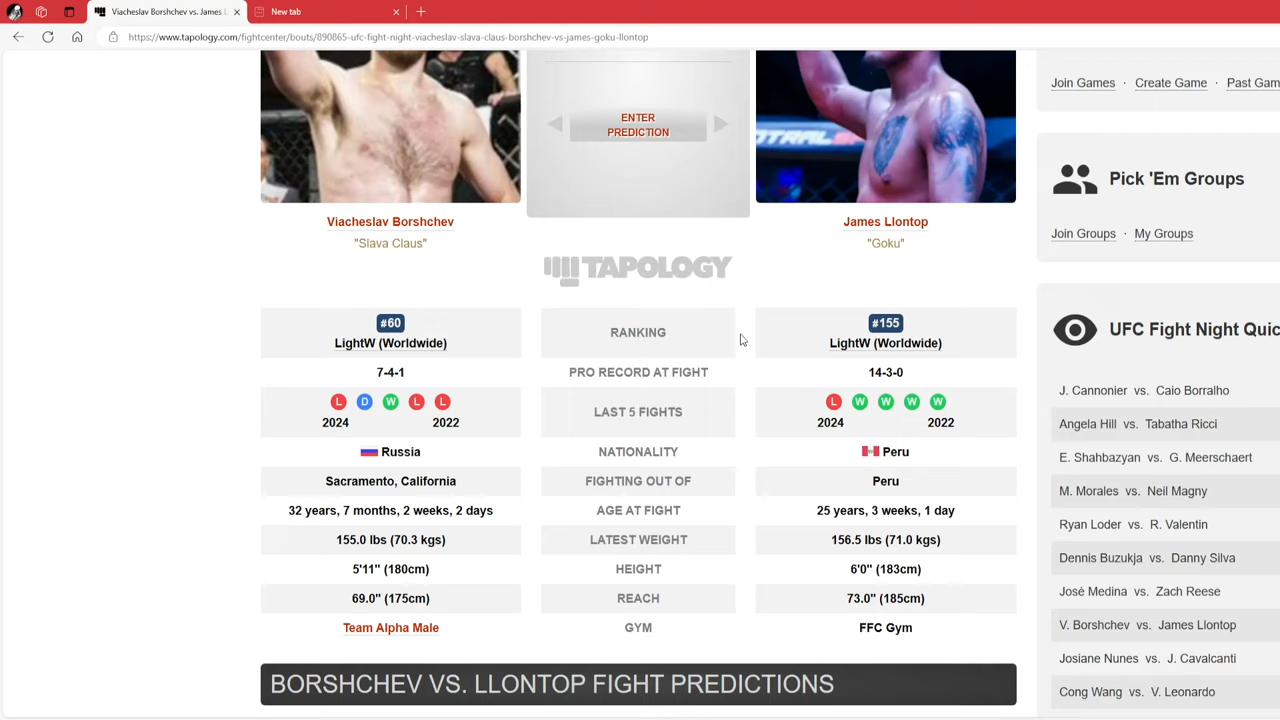 Viacheslav Borshchev vs. James L
New tab
https://www.tapology.com/fightcenter/bouts/890865-ufc-fight-night-viacheslav-slava-claus-borshchev-vs-james-goku-llontop
ENTER
PREDICTION
Viacheslav Borshchev
"Slava Claus"
James Llontop
"Goku"
TAPOLOGY
#60
LightW (Worldwide)
RANKING
#155
LightW (Worldwide)
7-4-1
PRO RECORD AT FIGHT
14-3-0
L D W L L
2024 2022
LAST 5 FIGHTS
L W W W W
2024 2022
Russia
NATIONALITY
Peru
Sacramento, California
FIGHTING OUT OF
Peru
32 years, 7 months, 2 weeks, 2 days
AGE AT FIGHT
25 years, 3 weeks, 1 day
155.0 lbs (70.3 kgs)
LATEST WEIGHT
156.5 lbs (71.0 kgs)
5'11" (180cm)
HEIGHT
6'0" (183cm)
69.0" (175cm)
REACH
73.0" (185cm)
Team Alpha Male
GYM
FFC Gym
BORSHCHEV VS. LLONTOP FIGHT PREDICTIONS
Join Games · Create Game · Past Gam
Pick 'Em Groups
Join Groups · My Groups
UFC Fight Night Quic
J. Cannonier vs. Caio Borralho
Angela Hill vs. Tabatha Ricci
E. Shahbazyan vs. G. Meerschaert
M. Morales vs. Neil Magny
Ryan Loder vs. R. Valentin
Dennis Buzukja vs. Danny Silva
José Medina vs. Zach Reese
V. Borshchev vs. James Llontop
Josiane Nunes vs. J. Cavalcanti
Cong Wang vs. V. Leonardo